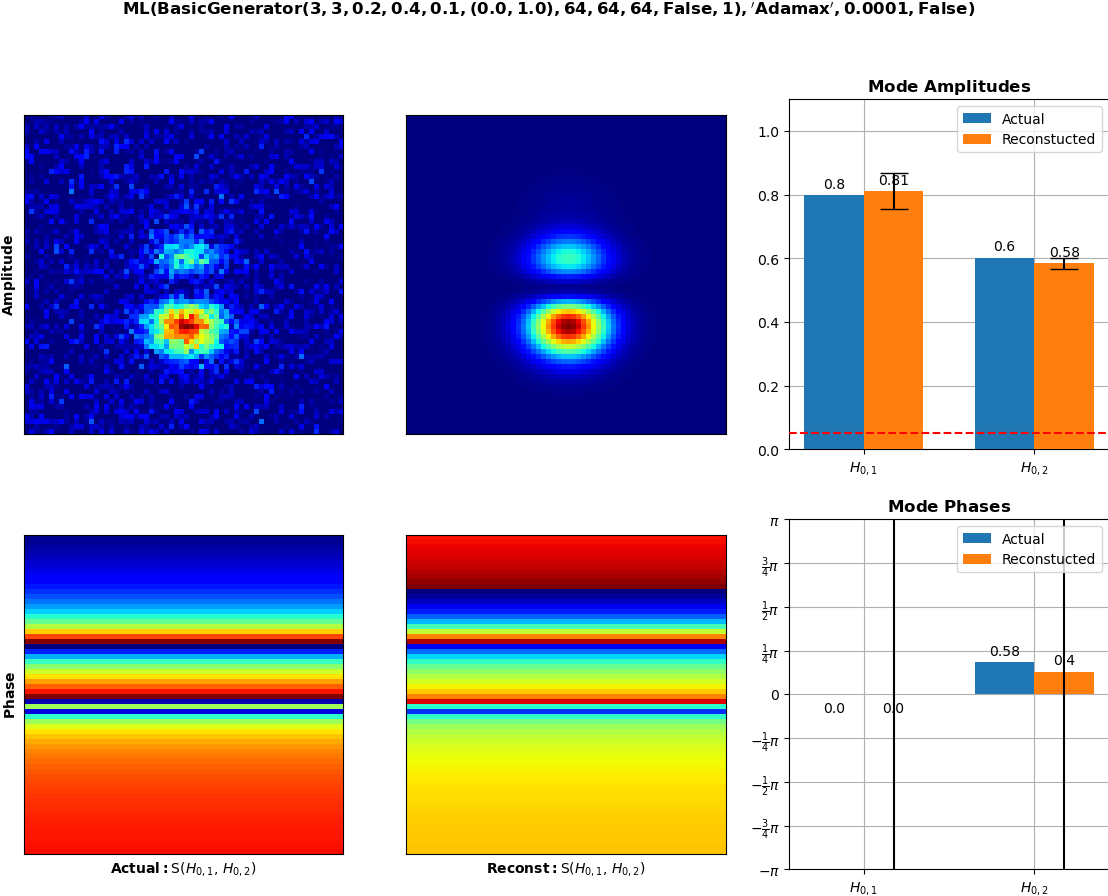 ML(BasicGenerator(3, 3, 0.2, 0.4, 0.1, (0.0, 1.0), 64, 64, 64, False, 1), ′Adamax′, 0.0001, False)
Amplitude
Mode Amplitudes
Actual
Reconstucted
1.0
0.8
0.6
0.4
0.2
0.0
0.8
0.81
0.6
0.58
H0, 1
H0, 2
Phase
Actual: S(H0, 1, H0, 2)
Reconst: S(H0, 1, H0, 2)
Mode Phases
Actual
Reconstucted
π
3/4π
1/2π
1/4π
0
−1/4π
−1/2π
−3/4π
−π
0.0
0.0
0.58
0.4
H0, 1
H0, 2